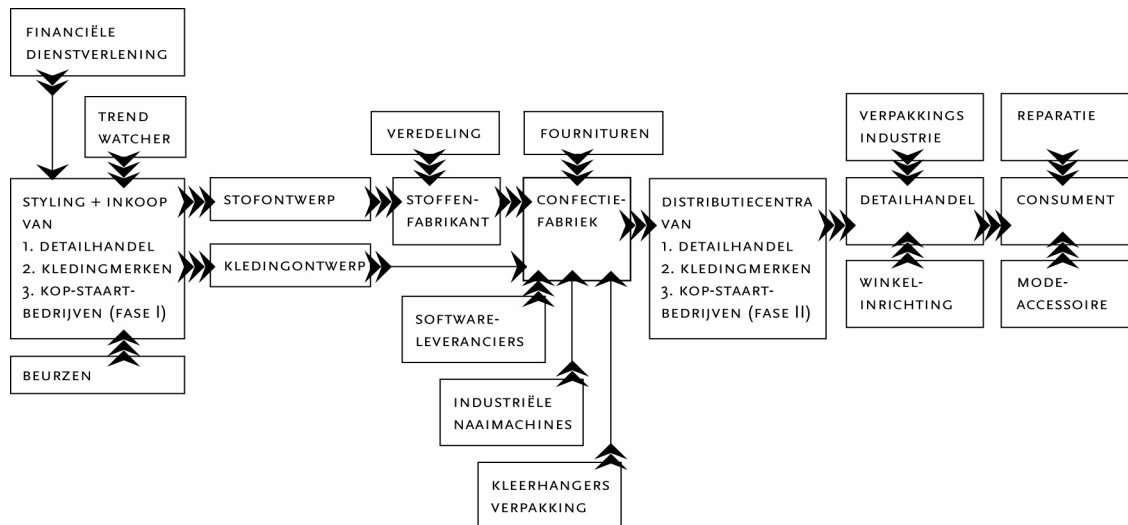 FINANCIËLE
DIENSTVERLENING
TREND
WATCHER
VEREDELING
FOURNITUREN
VERPAKKINGS
INDUSTRIE
REPARATIE
STYLING + INKOOP
VAN
1. DETAILHANDEL
2. KLEDINGMERKEN
3. KOP-STAART-
BEDRIJVEN (FASE I)
STOFONTWERP
KLEDINGONTWERP
STOFFEN-
FABRIKANT
CONFECTIE-
FABRIEK
DISTRIBUTIECENTRA
VAN
1. DETAILHANDEL
2. KLEDINGMERKEN
3. KOP-STAART-
BEDRIJVEN (FASE II)
DETAILHANDEL
CONSUMENT
WINKEL-
INRICHTING
MODE-
ACCESSOIRE
BEURZEN
SOFTWARE-
LEVERANCIERS
INDUSTRIËLE
NAAIMACHINES
KLEERHANGERS
VERPAKKING